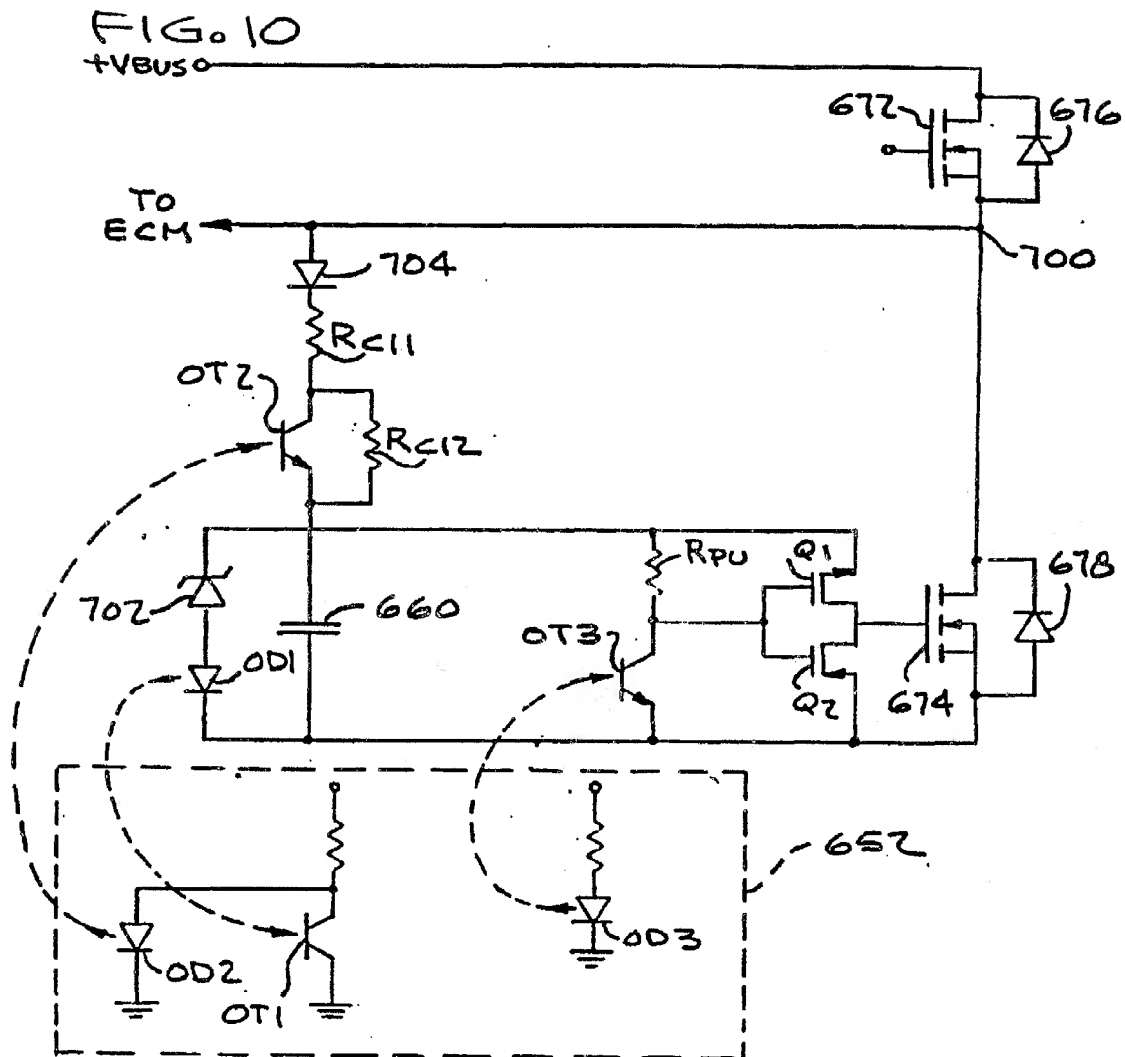 FIG. 10
+VBUS
672
676
TO
ECM
700
704
RC11
OT2
RC12
RPU
Q1
678
702
660
OT3
OD1
Q2
674
652
OD3
OD2
OT1